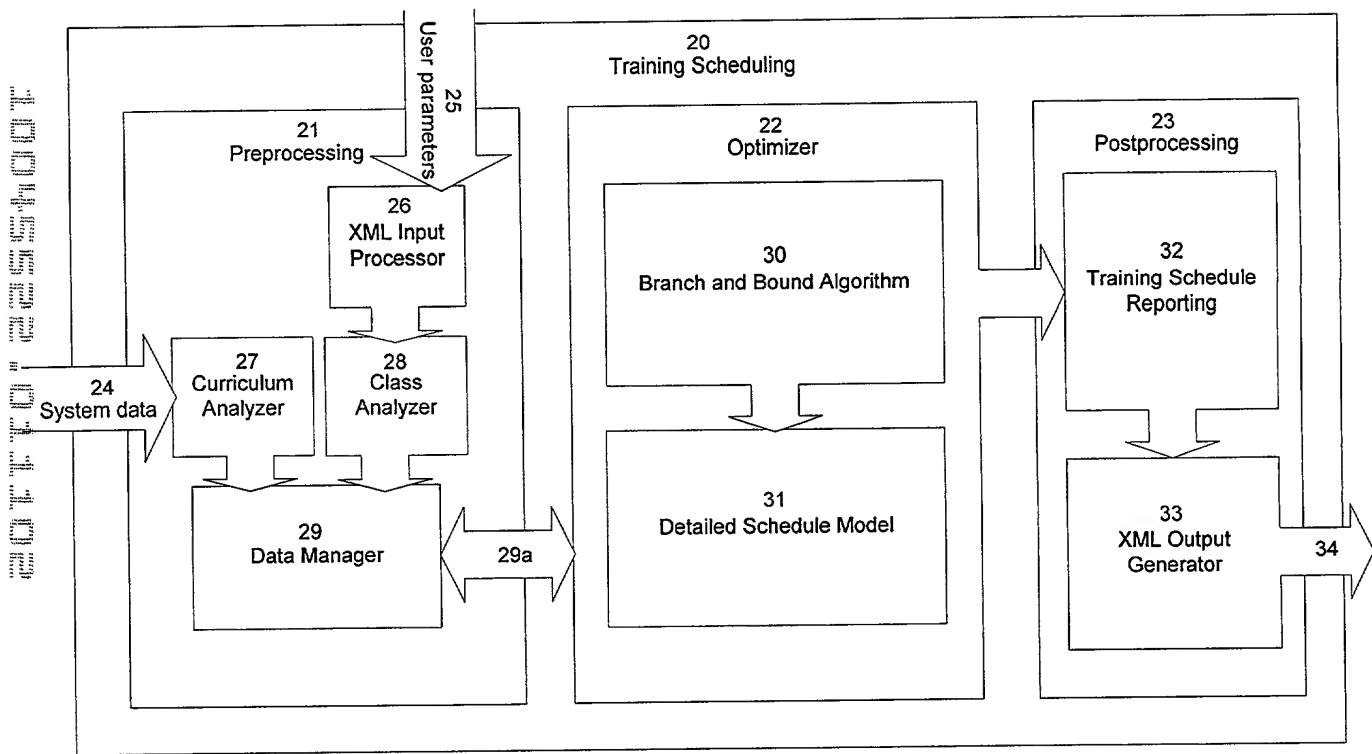 20
Training Scheduling
User parameters
25
21
Preprocessing
22
Optimizer
23
Postprocessing
26
XML Input
Processor
30
Branch and Bound Algorithm
32
Training Schedule
Reporting
24
System data
27
Curriculum
Analyzer
28
Class
Analyzer
29
Data Manager
29a
31
Detailed Schedule Model
33
XML Output
Generator
34
10045522.011102